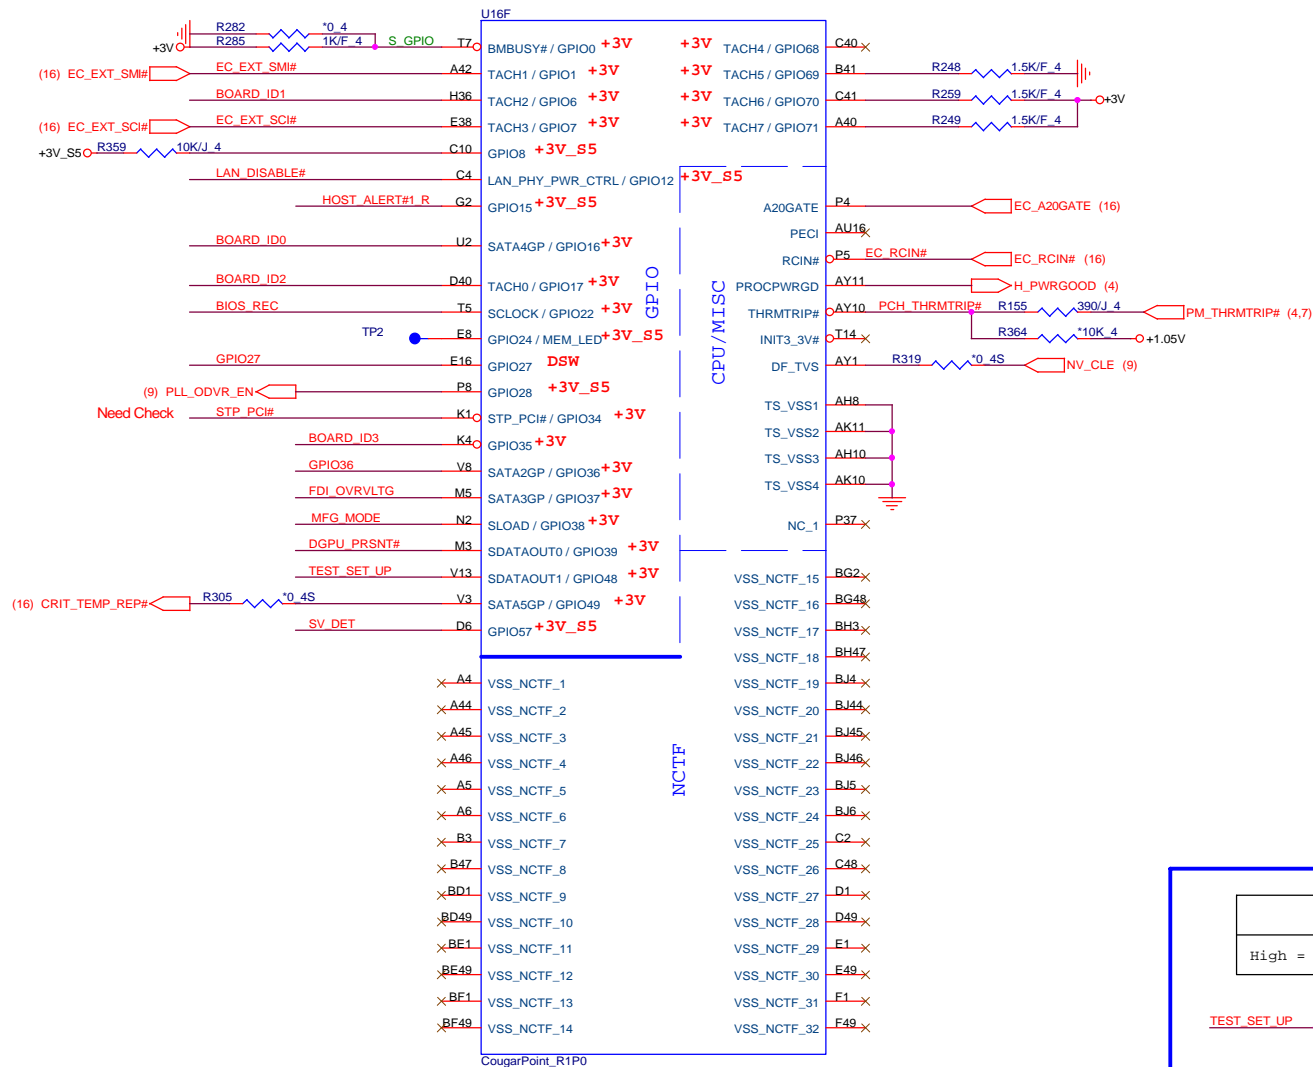 U16F
R282 *0_4
+3V R285 1K/F_4 S_GPIO T7 BMBUSY# / GPIO0 +3V
+3V TACH4 / GPIO68 C40
(16) EC_EXT_SMI# EC_EXT_SMI# A42 TACH1 / GPIO1 +3V
+3V TACH5 / GPIO69 B41 R248 1.5K/F_4
BOARD_ID1 H36 TACH2 / GPIO6 +3V
+3V TACH6 / GPIO70 C41 R259 1.5K/F_4 +3V
(16) EC_EXT_SCI# EC_EXT_SCI# E38 TACH3 / GPIO7 +3V
+3V TACH7 / GPIO71 A40 R249 1.5K/F_4
+3V_S5 R359 10K/J_4 C10 GPIO8 +3V_S5
LAN_DISABLE# C4 LAN_PHY_PWR_CTRL / GPIO12 +3V_S5
HOST_ALERT#1_R G2 GPIO15 +3V_S5
A20GATE P4 EC_A20GATE (16)
PECI AU16
BOARD_ID0 U2 SATA4GP / GPIO16 +3V
RCIN# P5 EC_RCIN# EC_RCIN# (16)
BOARD_ID2 D40 TACH0 / GPIO17 +3V
PROCPWRGD AY11 H_PWRGOOD (4)
BIOS_REC T5 SCLOCK / GPIO22 +3V
THRMTRIP# AY10 PCH_THRMTRIP# R155 390/J_4 PM_THRMTRIP# (4,7)
TP2 E8 GPIO24 / MEM_LED +3V_S5
INIT3_3V# T14 R364 *10K_4 +1.05V
GPIO27 E16 GPIO27 DSW
DF_TVS AY1 R319 *0_4S NV_CLE (9)
(9) PLL_ODVR_EN P8 GPIO28 +3V_S5
GPIO
CPU/MISC
Need Check STP_PCI# K1 STP_PCI# / GPIO34 +3V
TS_VSS1 AH8
BOARD_ID3 K4 GPIO35 +3V
TS_VSS2 AK11
GPIO36 V8 SATA2GP / GPIO36 +3V
TS_VSS3 AH10
FDI_OVRVLTG M5 SATA3GP / GPIO37 +3V
TS_VSS4 AK10
MFG_MODE N2 SLOAD / GPIO38 +3V
NC_1 P37
DGPU_PRSNT# M3 SDATAOUT0 / GPIO39 +3V
TEST_SET_UP V13 SDATAOUT1 / GPIO48 +3V
VSS_NCTF_15 BG2
(16) CRIT_TEMP_REP# R305 *0_4S V3 SATA5GP / GPIO49 +3V
VSS_NCTF_16 BG48
SV_DET D6 GPIO57 +3V_S5
VSS_NCTF_17 BH3
VSS_NCTF_18 BH47
A4 VSS_NCTF_1 VSS_NCTF_19 BJ4
A44 VSS_NCTF_2 VSS_NCTF_20 BJ44
A45 VSS_NCTF_3 VSS_NCTF_21 BJ45
A46 VSS_NCTF_4 VSS_NCTF_22 BJ46
NCTF
A5 VSS_NCTF_5 VSS_NCTF_23 BJ5
A6 VSS_NCTF_6 VSS_NCTF_24 BJ6
B3 VSS_NCTF_7 VSS_NCTF_25 C2
B47 VSS_NCTF_8 VSS_NCTF_26 C48
BD1 VSS_NCTF_9 VSS_NCTF_27 D1
BD49 VSS_NCTF_10 VSS_NCTF_28 D49
BE1 VSS_NCTF_11 VSS_NCTF_29 E1
BE49 VSS_NCTF_12 VSS_NCTF_30 E49
BF1 VSS_NCTF_13 VSS_NCTF_31 F1
BF49 VSS_NCTF_14 VSS_NCTF_32 F49
CougarPoint_R1P0
High =
TEST_SET_UP